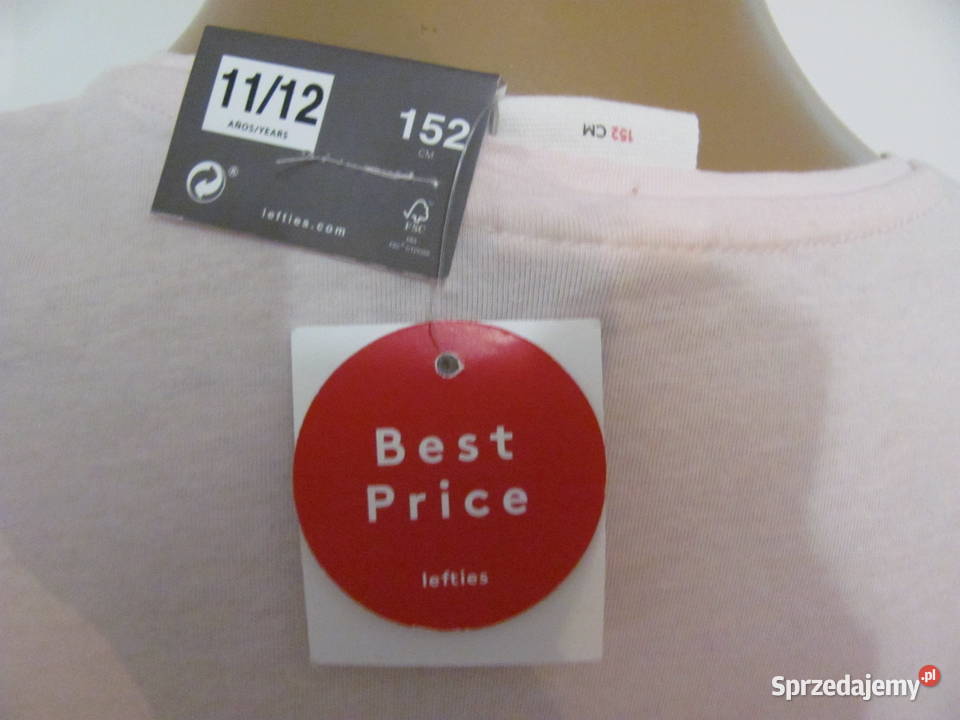 11/12
AÑOS/YEARS
152
CM
152 CM
®
lefties.com
FSC
Best
Price
lefties
Sprzedajemy.pl